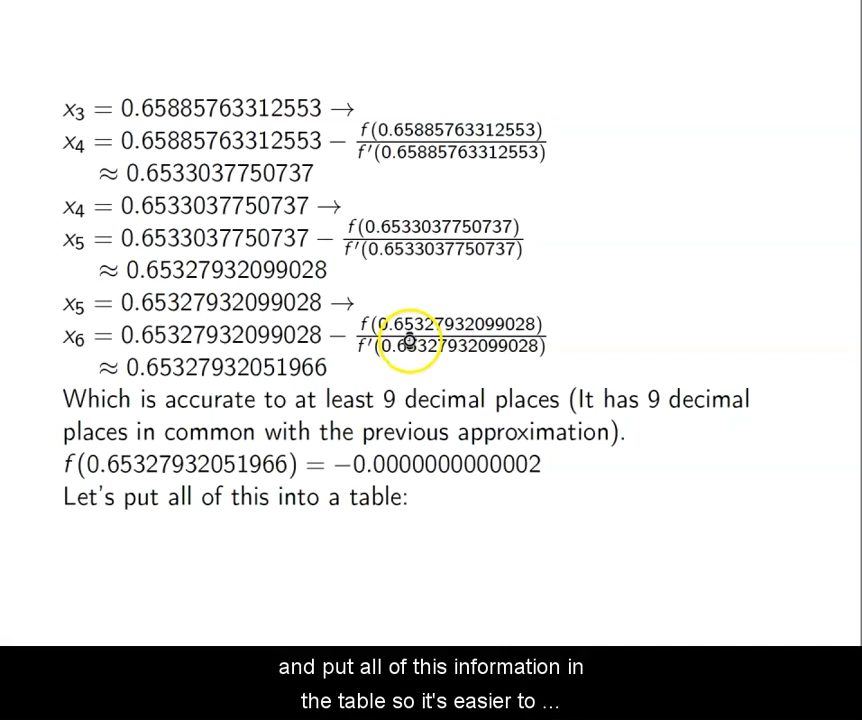 x₃ = 0.65885763312553 →
x₄ = 0.65885763312553 − f(0.65885763312553)/f′(0.65885763312553)
≈ 0.6533037750737
x₄ = 0.6533037750737 →
x₅ = 0.6533037750737 − f(0.6533037750737)/f′(0.6533037750737)
≈ 0.65327932099028
x₅ = 0.65327932099028 →
x₆ = 0.65327932099028 − f(0.65327932099028)/f′(0.65327932099028)
≈ 0.65327932051966
Which is accurate to at least 9 decimal places (It has 9 decimal
places in common with the previous approximation).
f(0.65327932051966) = −0.0000000000002
Let's put all of this into a table:
and put all of this information in
the table so it's easier to ...